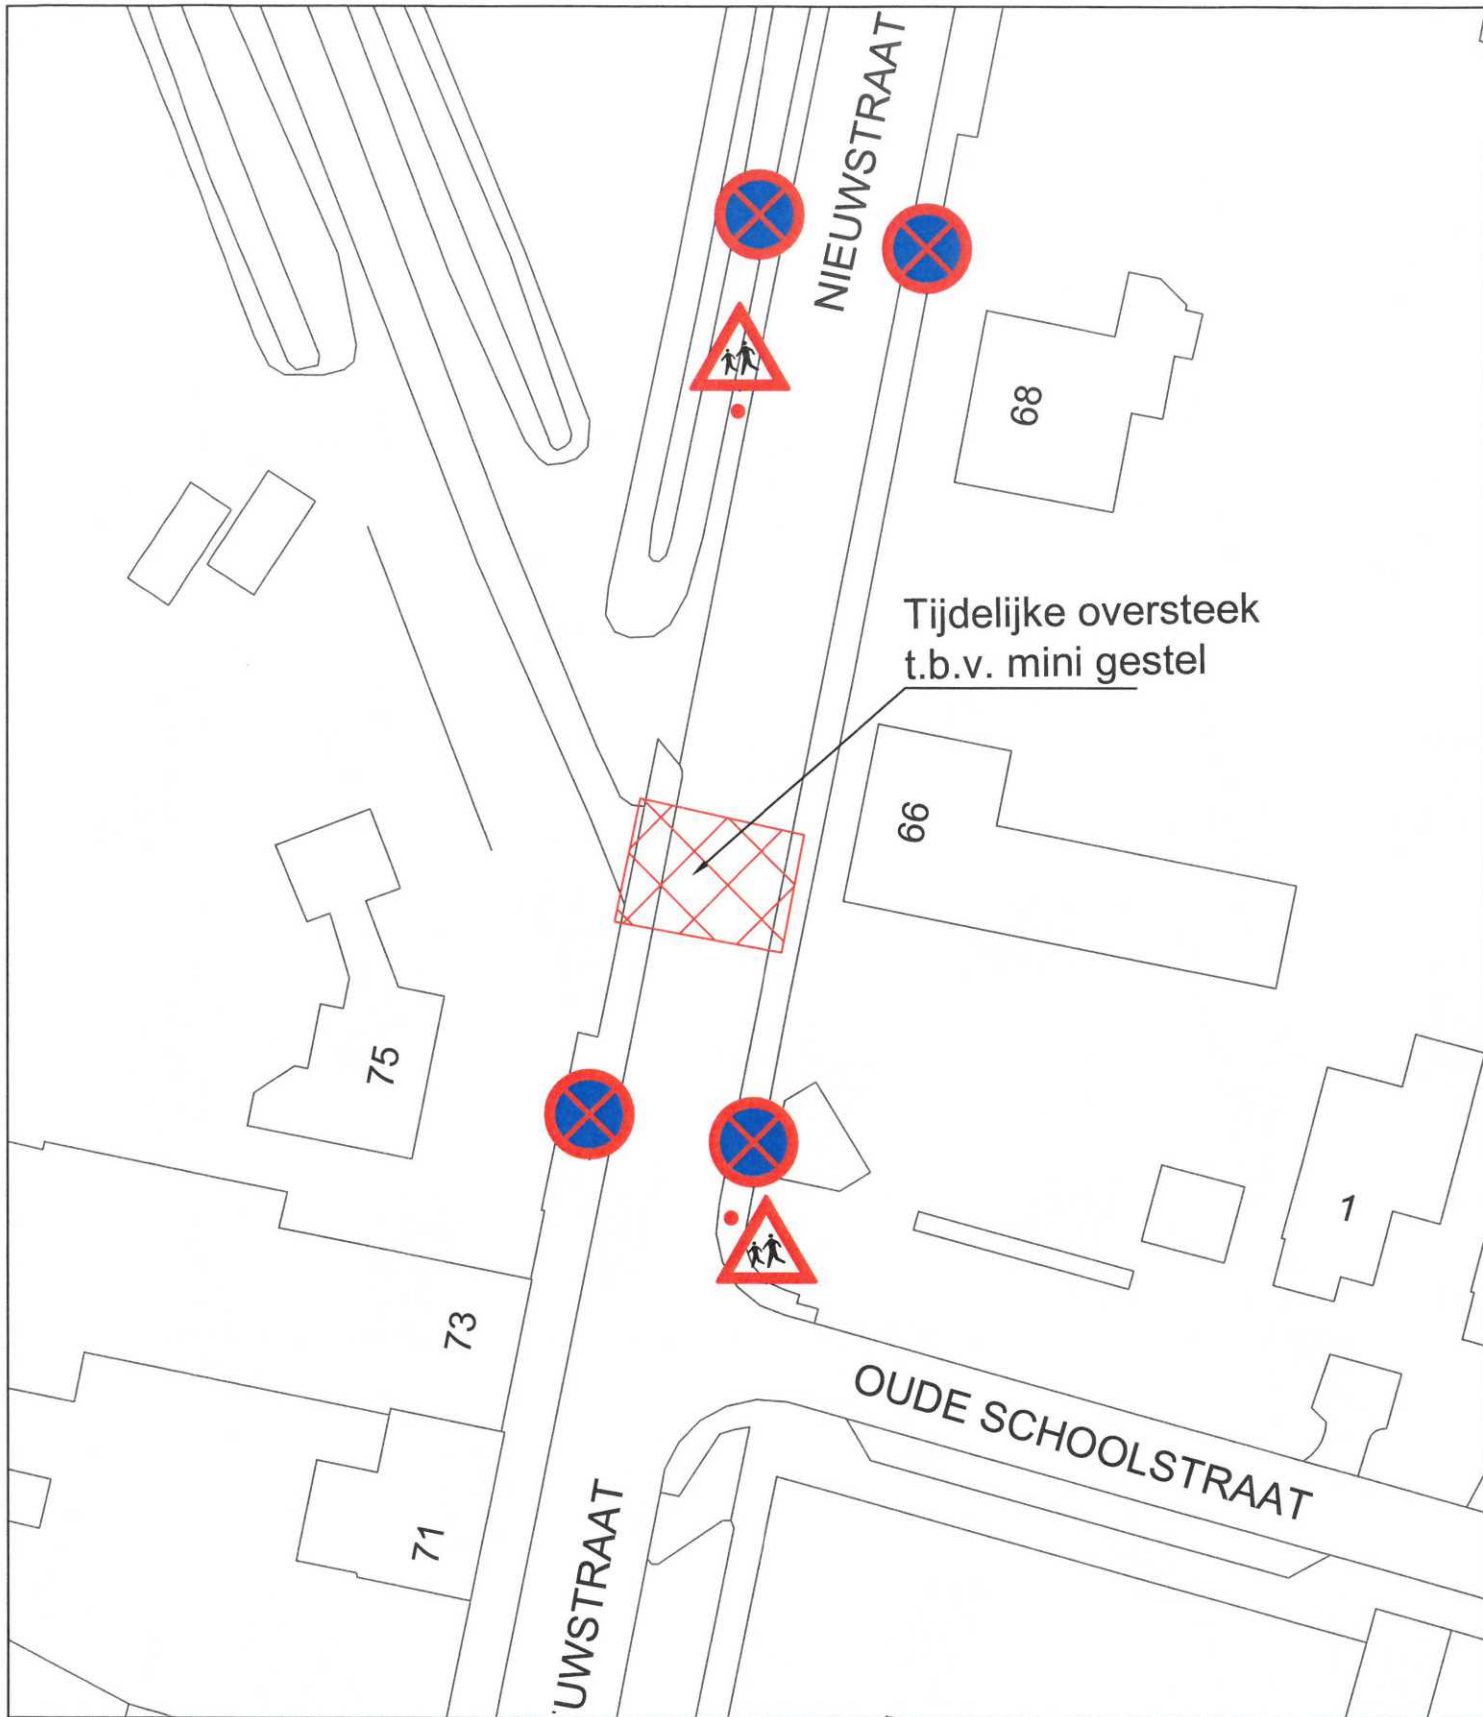 NIEUWSTRAAT
68
Tijdelijke oversteek
t.b.v. mini gestel
66
75
1
73
OUDE SCHOOLSTRAAT
71
UWSTRAAT